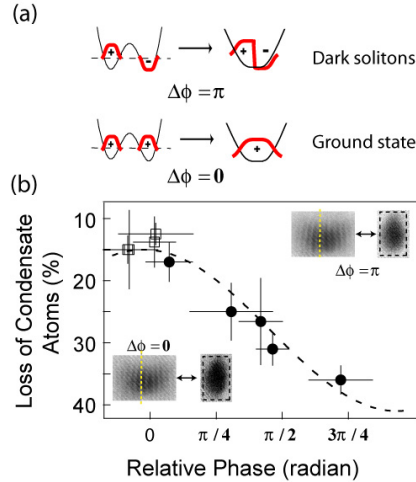 (a)
+ - + - Dark solitons
Δϕ = π
+ + + Ground state
Δϕ = 0
(b)
Loss of Condensate
Atoms (%)
10
20
30
40
Δϕ = π
Δϕ = 0
0 π / 4 π / 2 3π / 4
Relative Phase (radian)